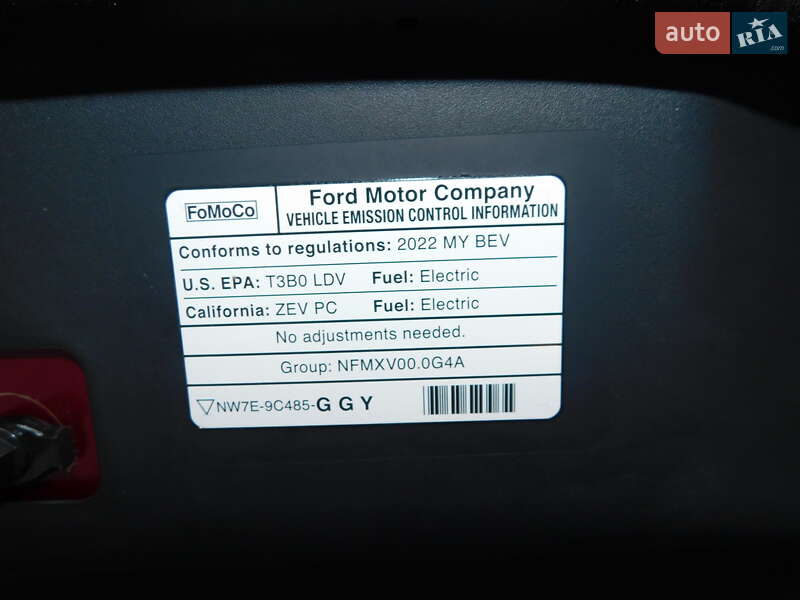 auto RIA .com
FoMoCo
Ford Motor Company
VEHICLE EMISSION CONTROL INFORMATION
Conforms to regulations: 2022 MY BEV
U.S. EPA: T3B0 LDV Fuel: Electric
California: ZEV PC Fuel: Electric
No adjustments needed.
Group: NFMXV00.0G4A
NW7E-9C485-G G Y